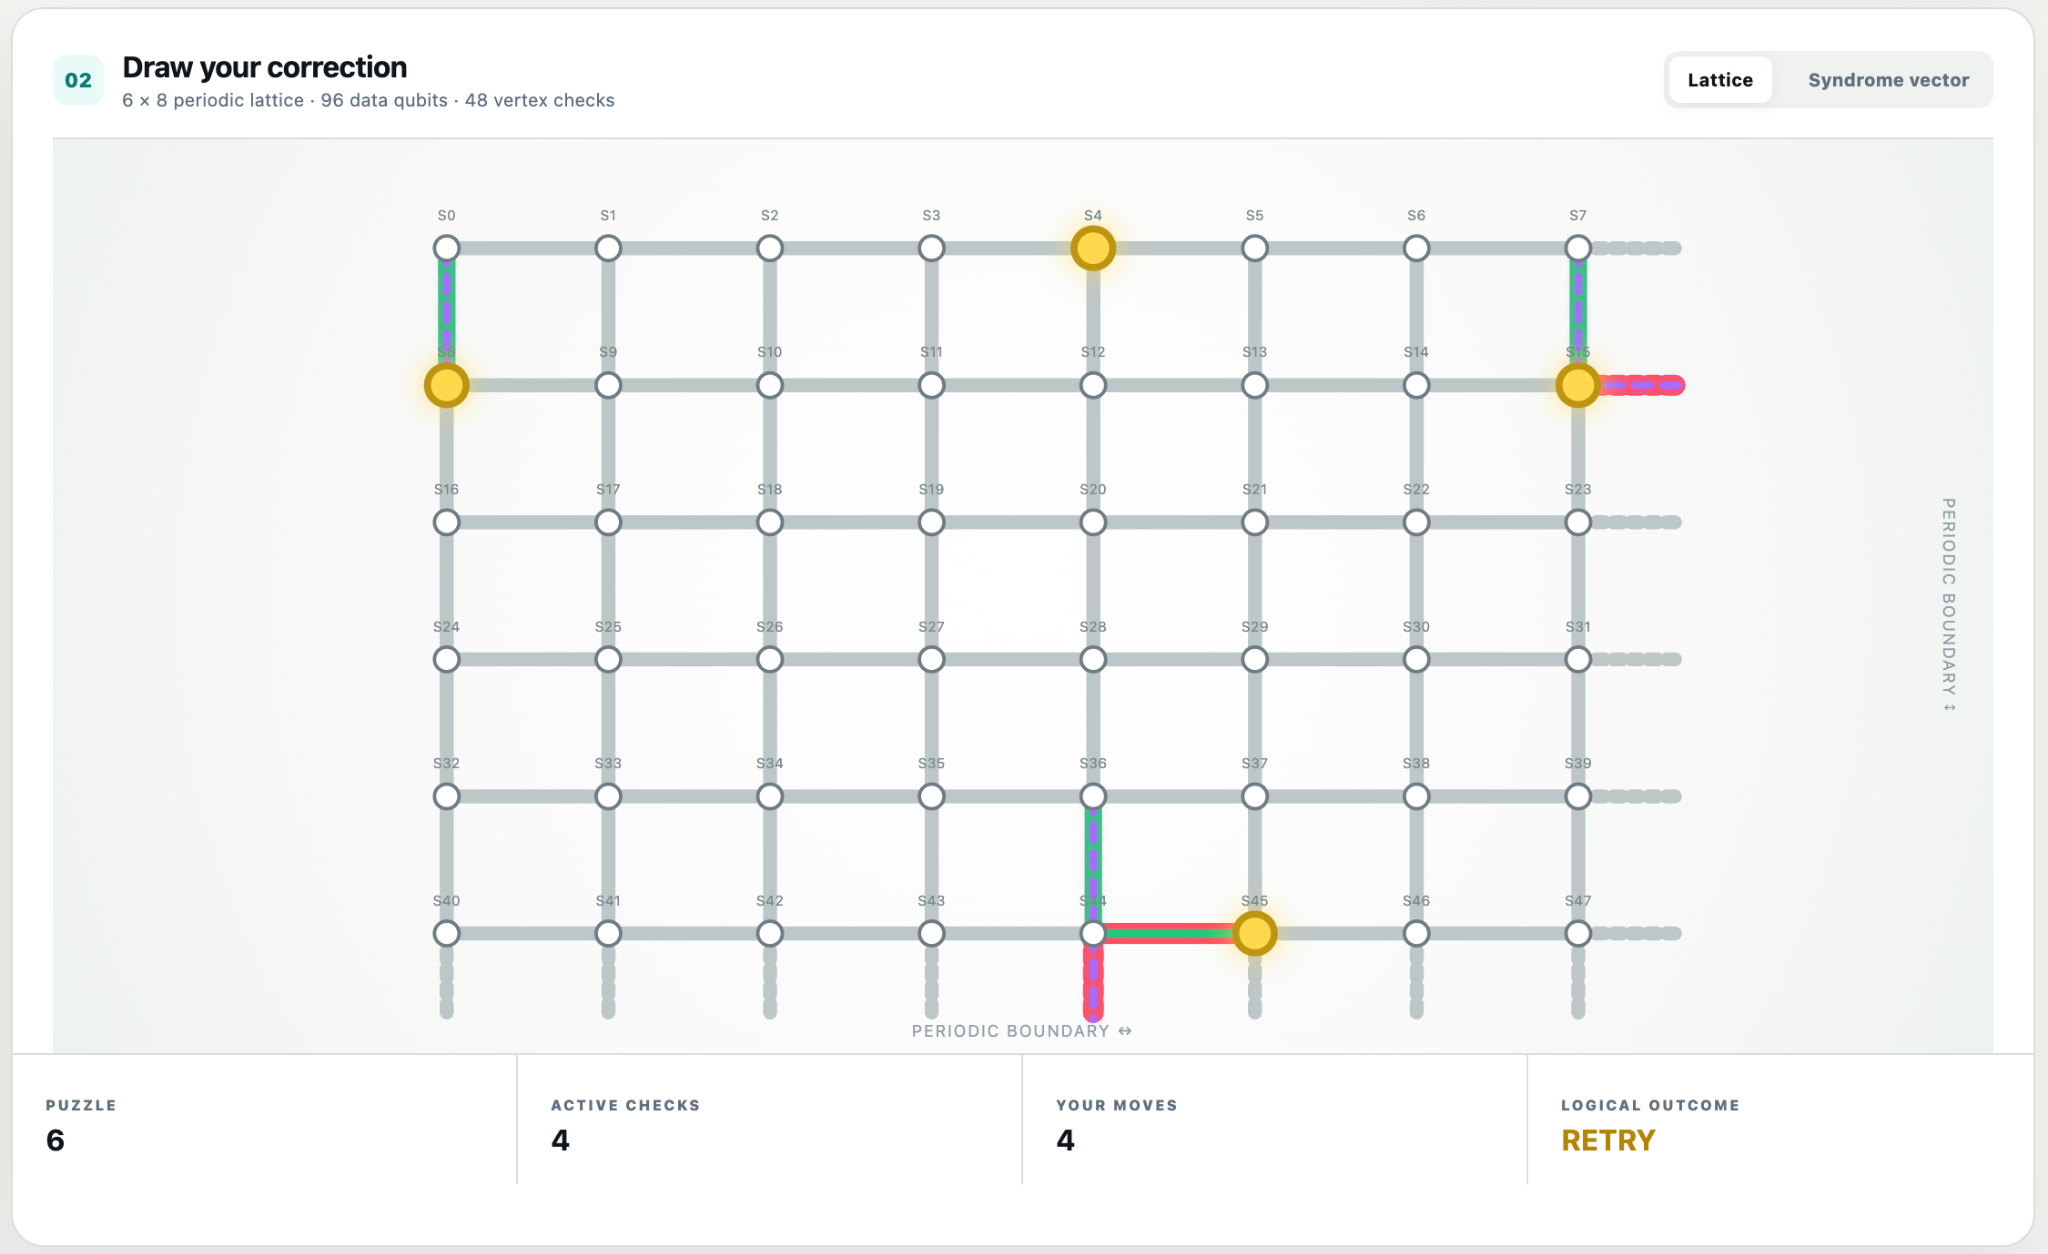 02
Draw your correction
6 × 8 periodic lattice · 96 data qubits · 48 vertex checks
Lattice
Syndrome vector
S0 S1 S2 S3 S4 S5 S6 S7
S8 S9 S10 S11 S12 S13 S14 S15
S16 S17 S18 S19 S20 S21 S22 S23
S24 S25 S26 S27 S28 S29 S30 S31
S32 S33 S34 S35 S36 S37 S38 S39
S40 S41 S42 S43 S44 S45 S46 S47
PERIODIC BOUNDARY ↕
PERIODIC BOUNDARY ↔
PUZZLE
6
ACTIVE CHECKS
4
YOUR MOVES
4
LOGICAL OUTCOME
RETRY